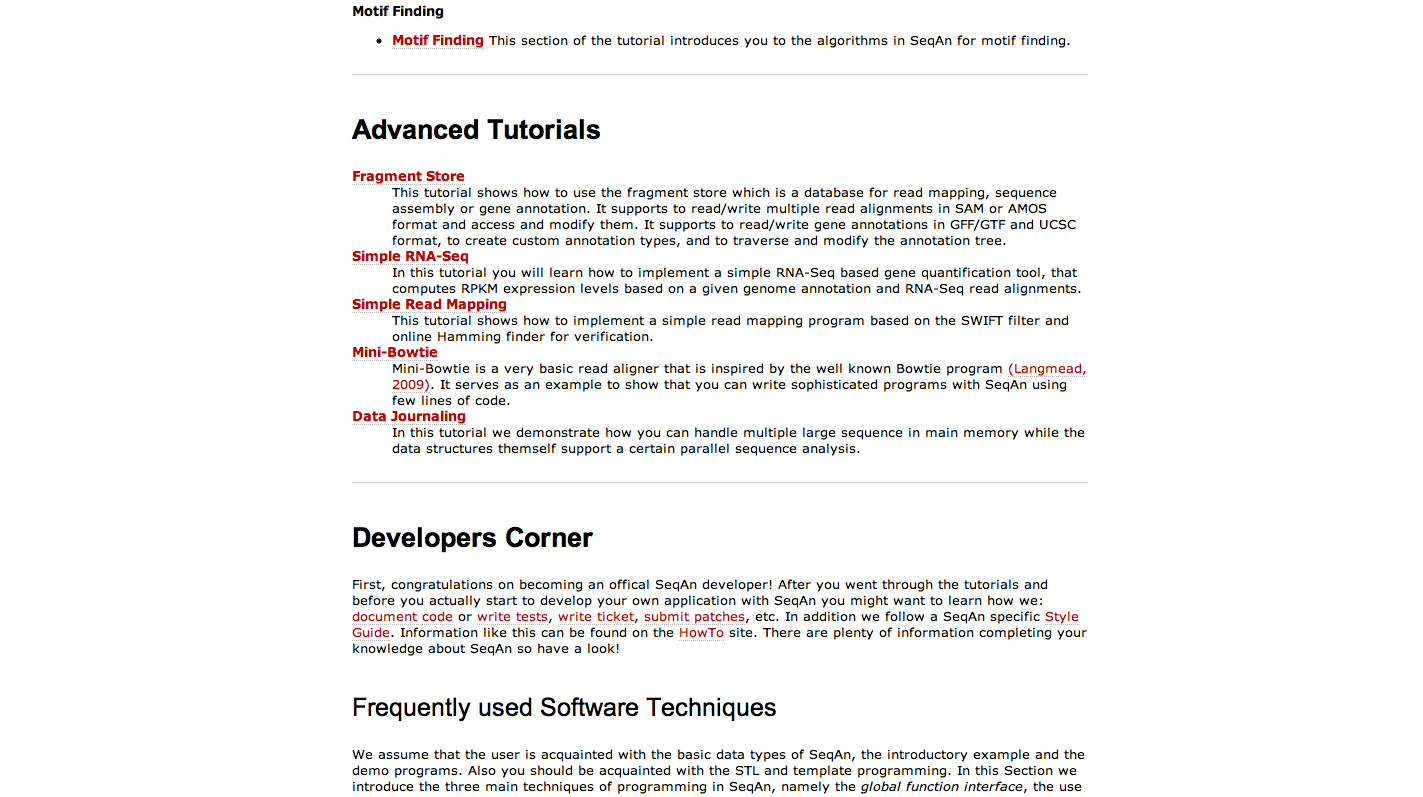 Motif Finding
• Motif Finding This section of the tutorial introduces you to the algorithms in SeqAn for motif finding.
Advanced Tutorials
Fragment Store
This tutorial shows how to use the fragment store which is a database for read mapping, sequence
assembly or gene annotation. It supports to read/write multiple read alignments in SAM or AMOS
format and access and modify them. It supports to read/write gene annotations in GFF/GTF and UCSC
format, to create custom annotation types, and to traverse and modify the annotation tree.
Simple RNA-Seq
In this tutorial you will learn how to implement a simple RNA-Seq based gene quantification tool, that
computes RPKM expression levels based on a given genome annotation and RNA-Seq read alignments.
Simple Read Mapping
This tutorial shows how to implement a simple read mapping program based on the SWIFT filter and
online Hamming finder for verification.
Mini-Bowtie
Mini-Bowtie is a very basic read aligner that is inspired by the well known Bowtie program (Langmead,
2009). It serves as an example to show that you can write sophisticated programs with SeqAn using
few lines of code.
Data Journaling
In this tutorial we demonstrate how you can handle multiple large sequence in main memory while the
data structures themself support a certain parallel sequence analysis.
Developers Corner
First, congratulations on becoming an offical SeqAn developer! After you went through the tutorials and
before you actually start to develop your own application with SeqAn you might want to learn how we:
document code or write tests, write ticket, submit patches, etc. In addition we follow a SeqAn specific Style
Guide. Information like this can be found on the HowTo site. There are plenty of information completing your
knowledge about SeqAn so have a look!
Frequently used Software Techniques
We assume that the user is acquainted with the basic data types of SeqAn, the introductory example and the
demo programs. Also you should be acquainted with the STL and template programming. In this Section we
introduce the three main techniques of programming in SeqAn, namely the global function interface, the use